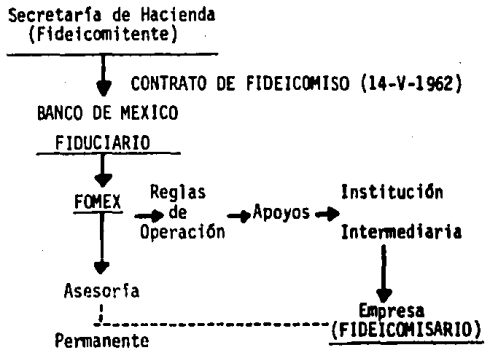 Secretaría de Hacienda
(Fideicomitente)
CONTRATO DE FIDEICOMISO (14-V-1962)
BANCO DE MEXICO
FIDUCIARIO
FOMEX
Reglas
de
Operación
Apoyos
Institución
Intermediaria
Asesoría
Permanente
Empresa
(FIDEICOMISARIO)